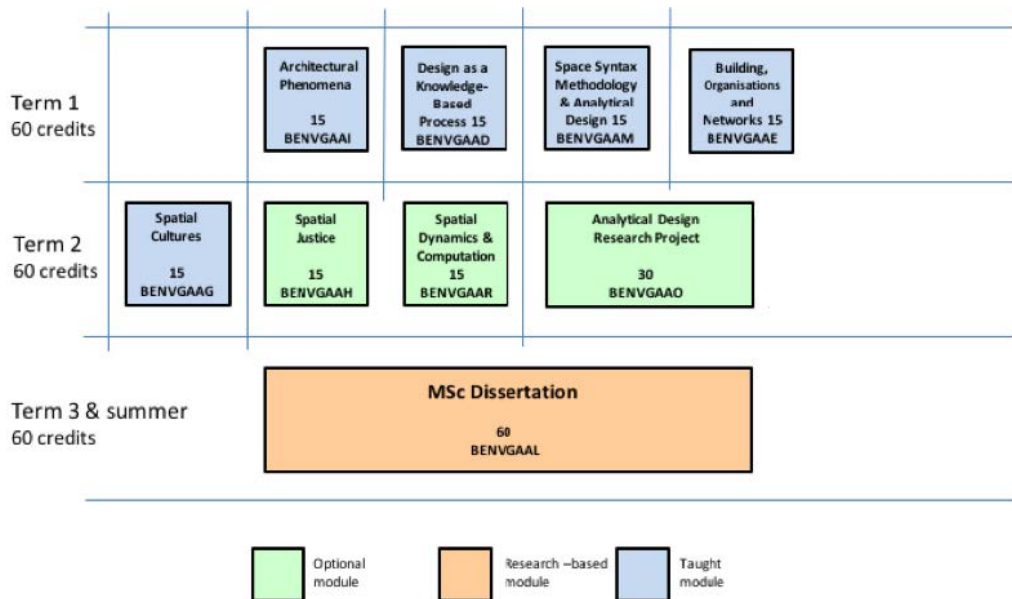 Term 1
60 credits
Architectural
Phenomena
15
BENVGAAI
Design as a
Knowledge-
Based
Process 15
BENVGAAD
Space Syntax
Methodology
& Analytical
Design 15
BENVGAAM
Building,
Organisations
and
Networks 15
BENVGAAE
Term 2
60 credits
Spatial
Cultures
15
BENVGAAG
Spatial
Justice
15
BENVGAAH
Spatial
Dynamics &
Computation
15
BENVGAAR
Analytical Design
Research Project
30
BENVGAAO
Term 3 & summer
60 credits
MSc Dissertation
60
BENVGAAL
Optional
module
Research –based
module
Taught
module